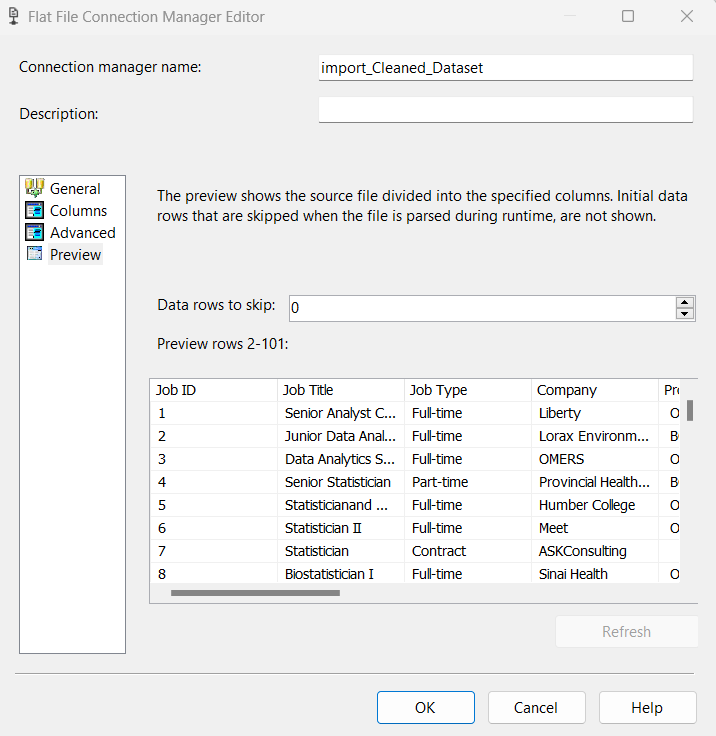 Flat File Connection Manager Editor
Connection manager name: import_Cleaned_Dataset
Description:
General
Columns
Advanced
Preview
The preview shows the source file divided into the specified columns. Initial data
rows that are skipped when the file is parsed during runtime, are not shown.
Data rows to skip: 0
Preview rows 2-101:
Job ID Job Title Job Type Company
1 Senior Analyst C... Full-time Liberty
2 Junior Data Anal... Full-time Lorax Environm...
3 Data Analytics S... Full-time OMERS
4 Senior Statistician Part-time Provincial Health...
5 Statisticianand ... Full-time Humber College
6 Statistician II Full-time Meet
7 Statistician Contract ASKConsulting
8 Biostatistician I Full-time Sinai Health
Refresh
OK Cancel Help